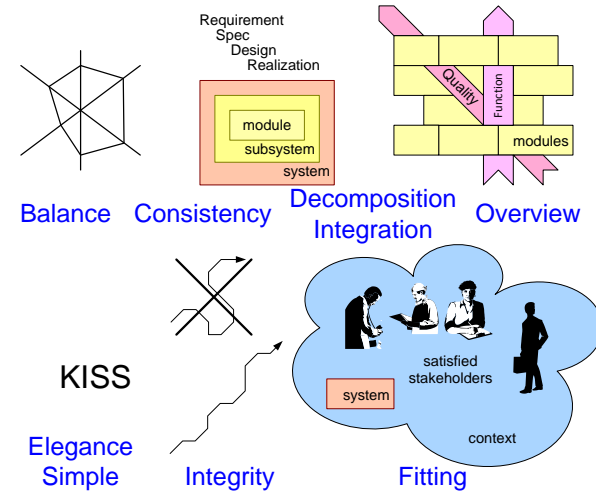 Requirement
Spec
Design
Realization
module
subsystem
system
Quality
Function
modules
Balance
Consistency
Decomposition
Integration
Overview
KISS
satisfied
stakeholders
system
context
Elegance
Simple
Integrity
Fitting